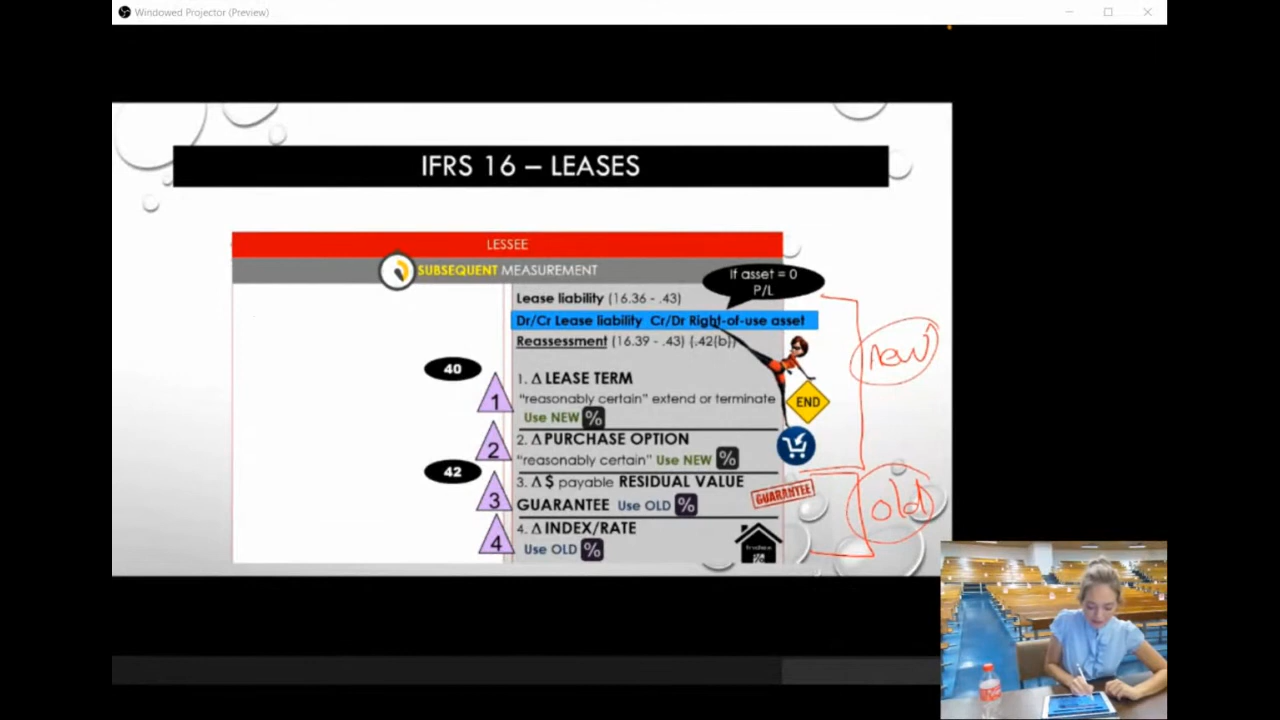 Windowed Projector (Preview)
IFRS 16 – LEASES
LESSEE
SUBSEQUENT MEASUREMENT
If asset = 0
P/L
Lease liability (16.36 - .43)
Dr/Cr Lease liability Cr/Dr Right-of-use asset
Reassessment (16.39 - .43) (.42(b))
new
40
1. Δ LEASE TERM
1
"reasonably certain" extend or terminate
END
Use NEW %
2. Δ PURCHASE OPTION
2
"reasonably certain" Use NEW %
42
3. Δ $ payable RESIDUAL VALUE
3
GUARANTEE
GUARANTEE Use OLD %
old
4. Δ INDEX/RATE
4
Use OLD %